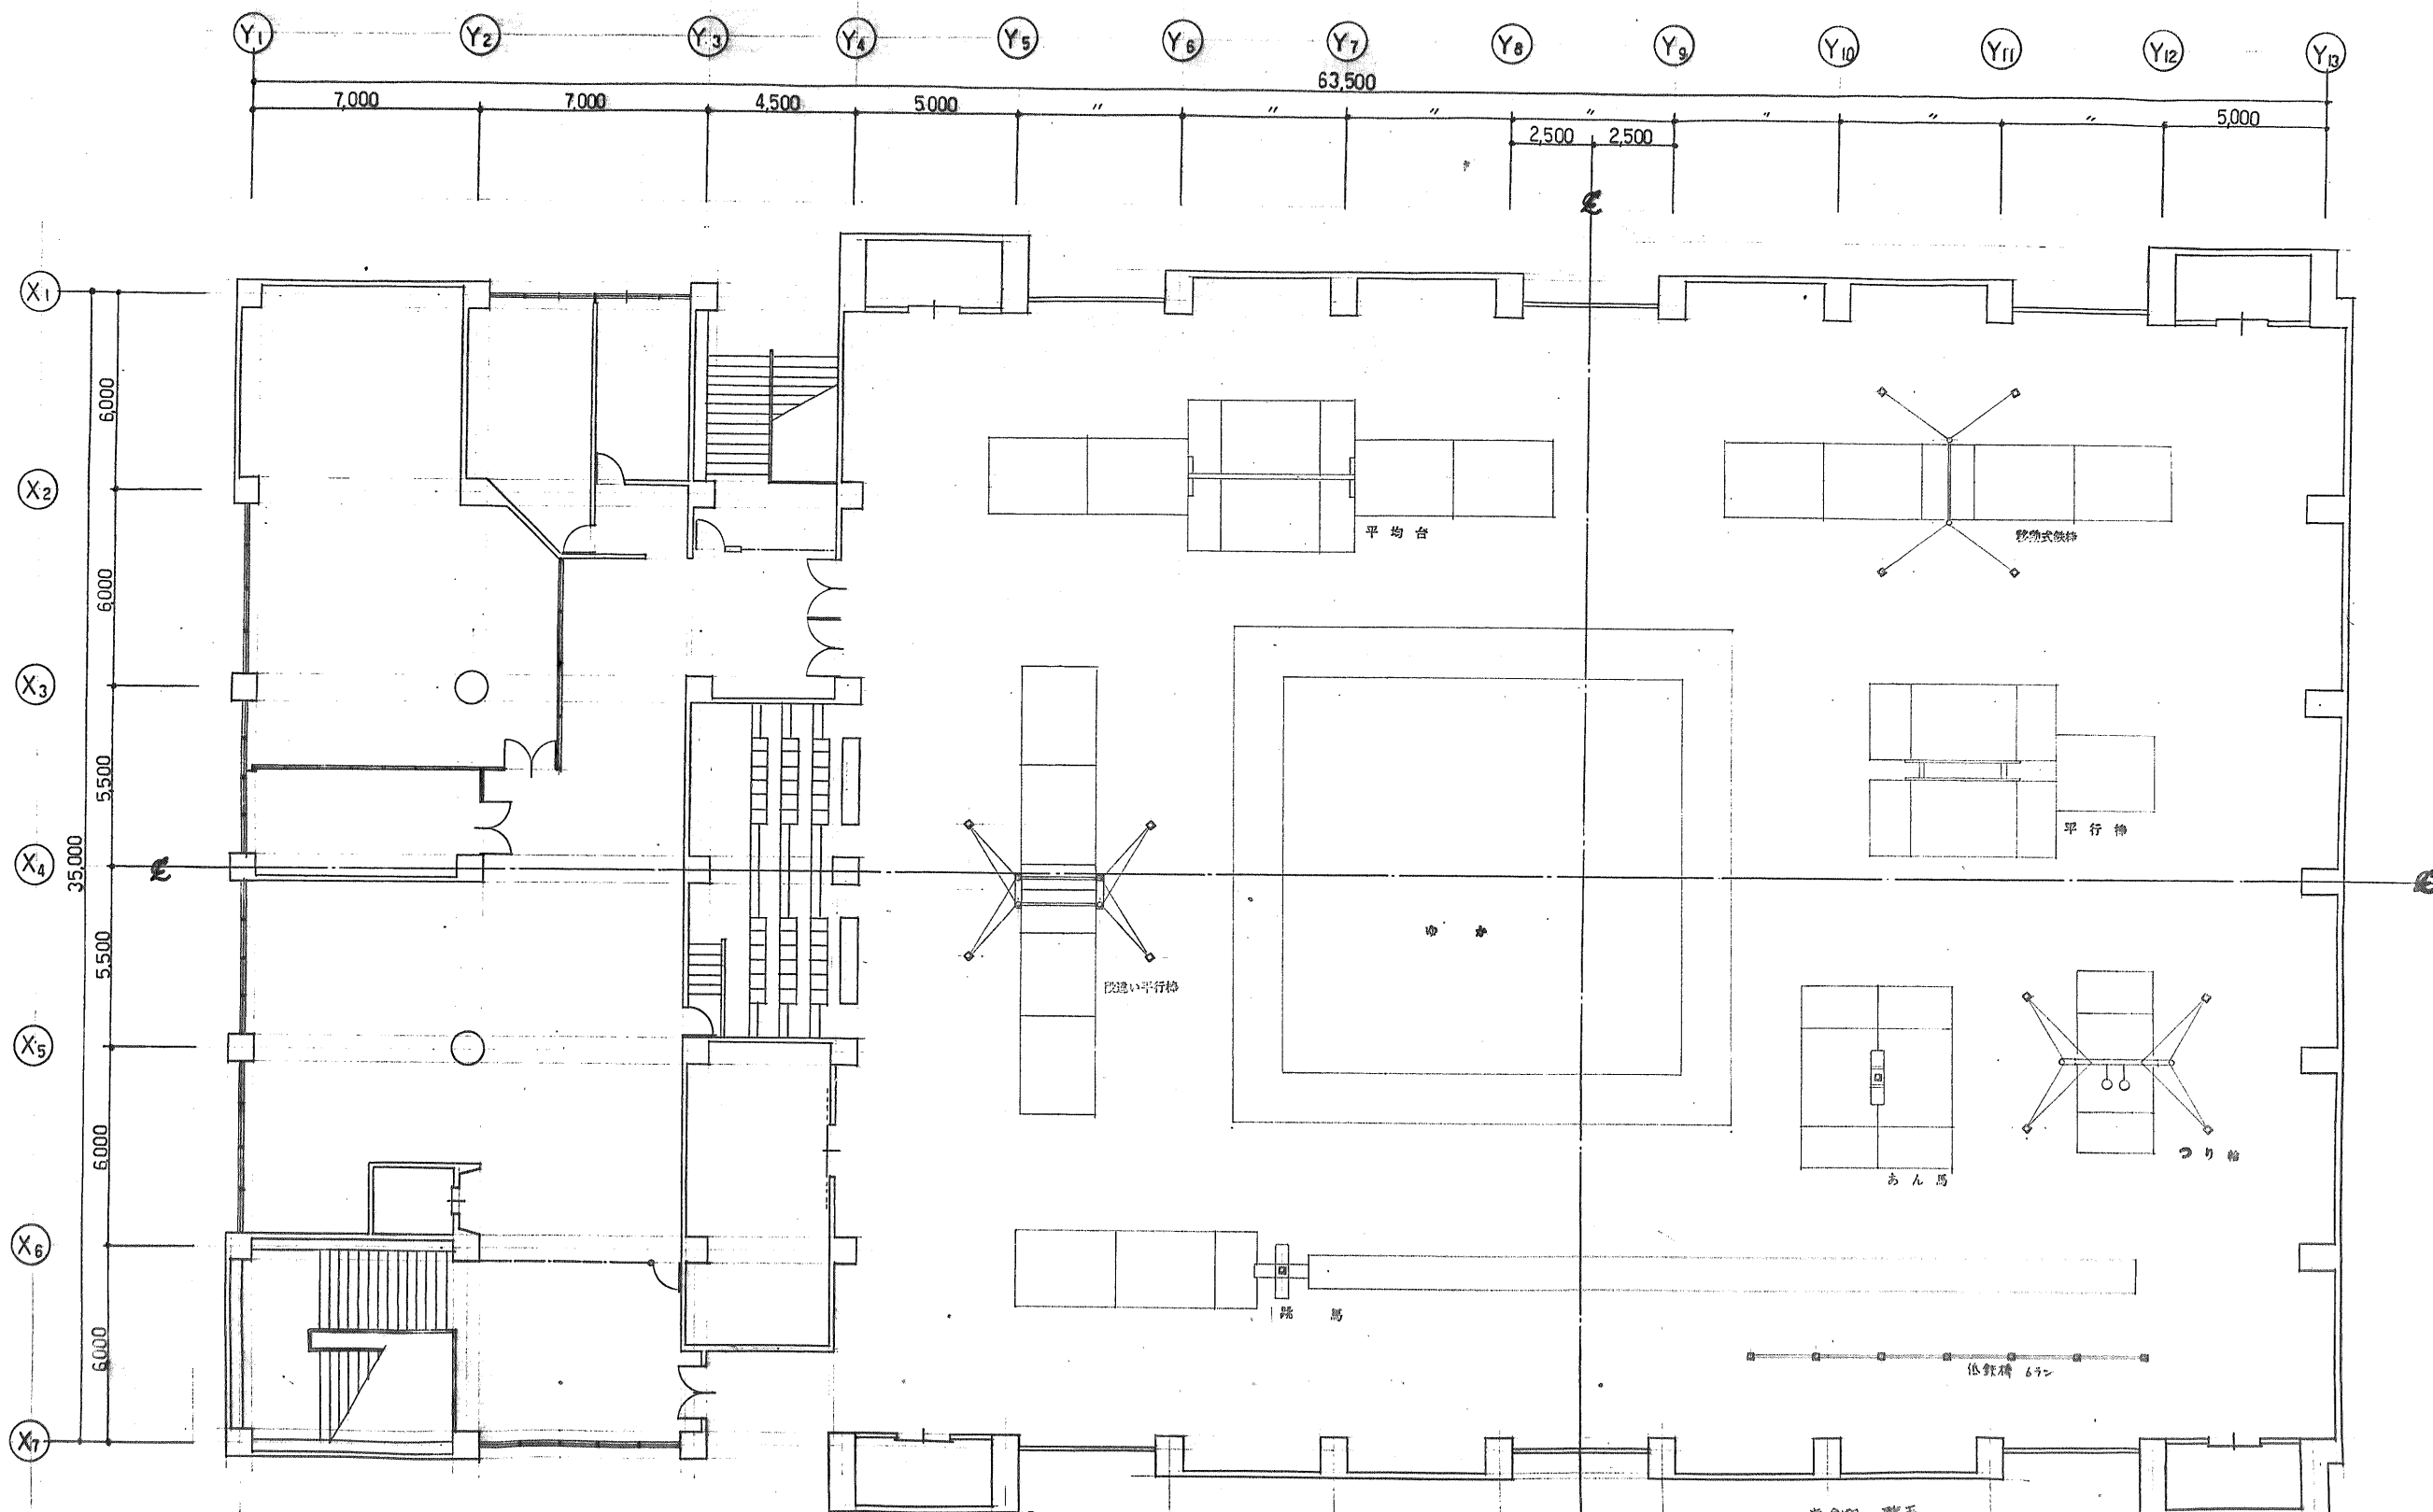 Y1 Y2 Y3 Y4 Y5 Y6 Y7 Y8 Y9 Y10 Y11 Y12 Y13
63,500
7,000 7,000 4,500 5,000 〃 〃 〃 〃 〃 〃 〃 5,000
2,500 2,500
℄
X1
6,000
X2
平均台
移動式鉄棒
6,000
X3
5,500
平行棒
35,000
X4
℄
℄
5,500
ゆか
段違い平行棒
X5
6,000
つり輪
あん馬
X6
跳馬
6,000
低鉄棒 6ラン
X7